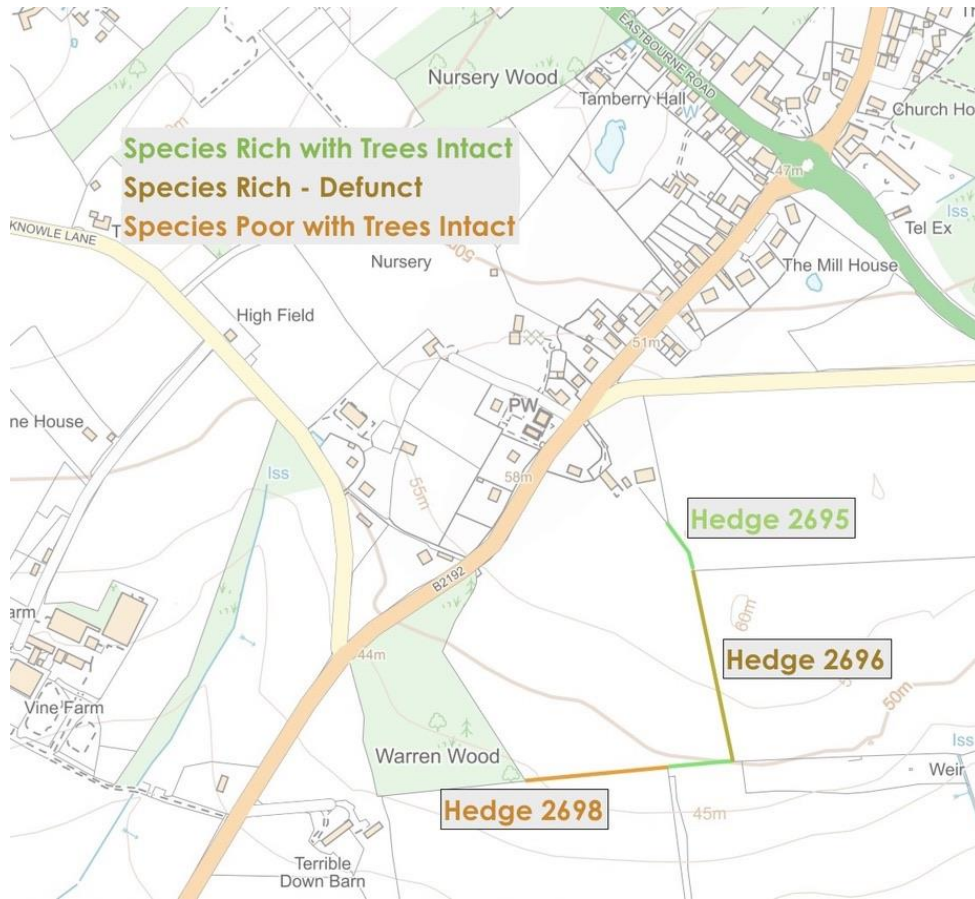 EASTBOURNE ROAD
Nursery Wood
Tamberry Hall
Church Ho
W
Species Rich with Trees Intact
Species Rich - Defunct
Species Poor with Trees Intact
47m
50m
Iss
KNOWLE LANE
T
Tel Ex
Nursery
The Mill House
High Field
51m
PW
ne House
58m
Iss
55m
Hedge 2695
B2192
arm
60m
44m
Hedge 2696
50m
Vine Farm
Iss
Warren Wood
Weir
Hedge 2698
45m
Terrible
Down Barn